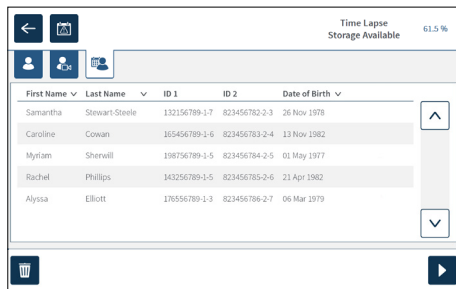 Time Lapse
Storage Available 61.5 %
First Name Last Name ID 1 ID 2 Date of Birth
Samantha Stewart-Steele 132156789-1-7 823456782-2-3 26 Nov 1978
Caroline Cowan 165456789-1-6 823456783-2-4 13 Nov 1982
Myriam Sherwill 198756789-1-5 823456784-2-5 01 May 1977
Rachel Phillips 143256789-1-5 823456785-2-6 21 Apr 1982
Alyssa Elliott 176556789-1-3 823456786-2-7 06 Mar 1979